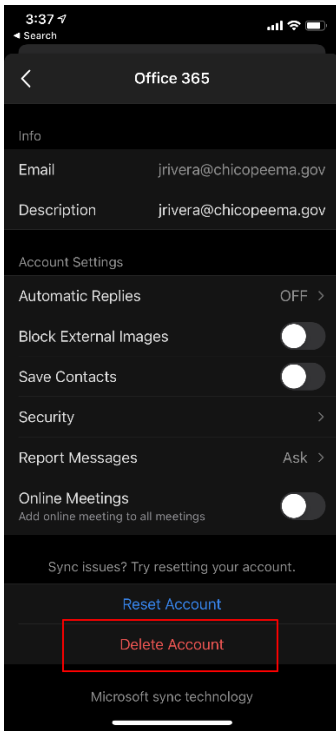 3:37
Search
Office 365
Info
Email jrivera@chicopeema.gov
Description jrivera@chicopeema.gov
Account Settings
Automatic Replies OFF
Block External Images
Save Contacts
Security
Report Messages Ask
Online Meetings
Add online meeting to all meetings
Sync issues? Try resetting your account.
Reset Account
Delete Account
Microsoft sync technology